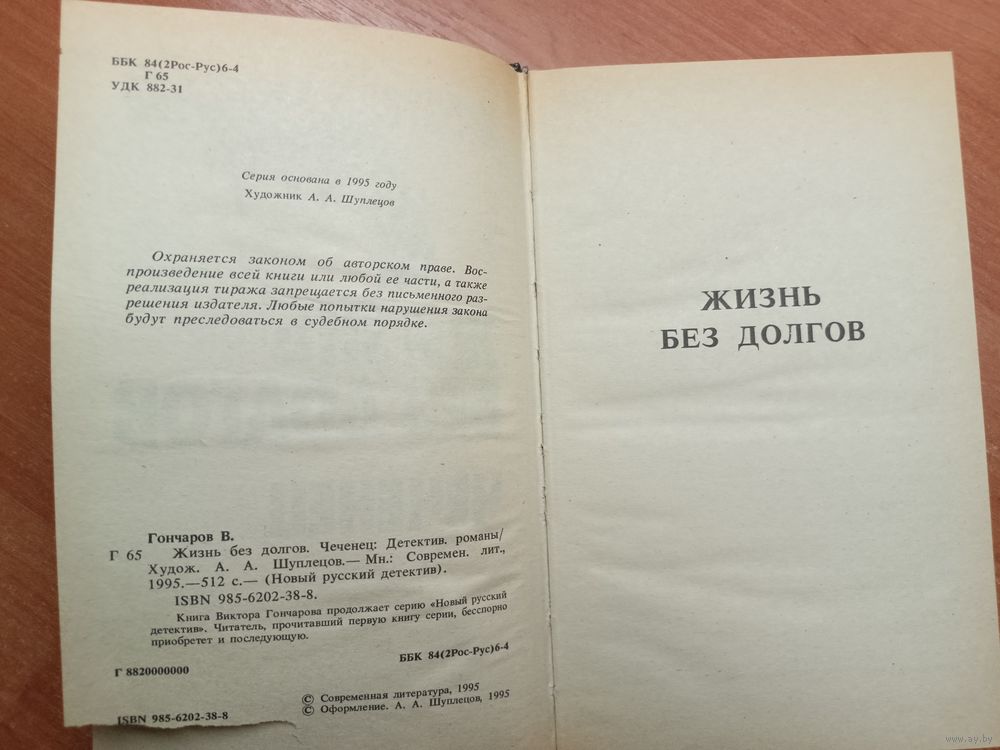 ББК 84(2Рос-Рус)6-4
Г 65
УДК 882-31
Серия основана в 1995 году
Художник А. А. Шуплецов
Охраняется законом об авторском праве. Вос-
произведение всей книги или любой ее части, а также
реализация тиража запрещается без письменного раз-
решения издателя. Любые попытки нарушения закона
будут преследоваться в судебном порядке.
Гончаров В.
Г 65 Жизнь без долгов. Чеченец: Детектив. романы/
Худож. А. А. Шуплецов.— Мн.: Современ. лит.,
1995.—512 с.— (Новый русский детектив).
ISBN 985-6202-38-8.
Книга Виктора Гончарова продолжает серию «Новый русский
детектив». Читатель, прочитавший первую книгу серии, бесспорно
приобретет и последующую.
ББК 84(2Рос-Рус)6-4
Г 8820000000
© Современная литература, 1995
© Оформление. А. А. Шуплецов, 1995
ISBN 985-6202-38-8
ЖИЗНЬ
БЕЗ ДОЛГОВ
www.ay.by